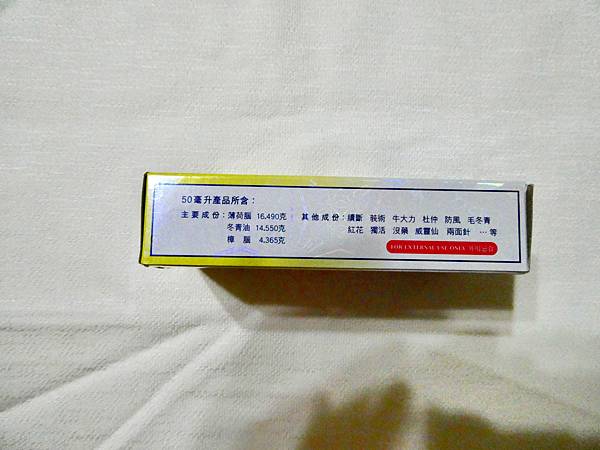 50毫升產品所含：
主要成份：薄荷腦 16.490克 其他成份：續斷 莪術 牛大力 杜仲 防風 毛冬青
冬青油 14.550克 紅花 獨活 沒藥 威靈仙 兩面針 …等
樟 腦 4.365克
FOR EXTERNAL USE ONLY